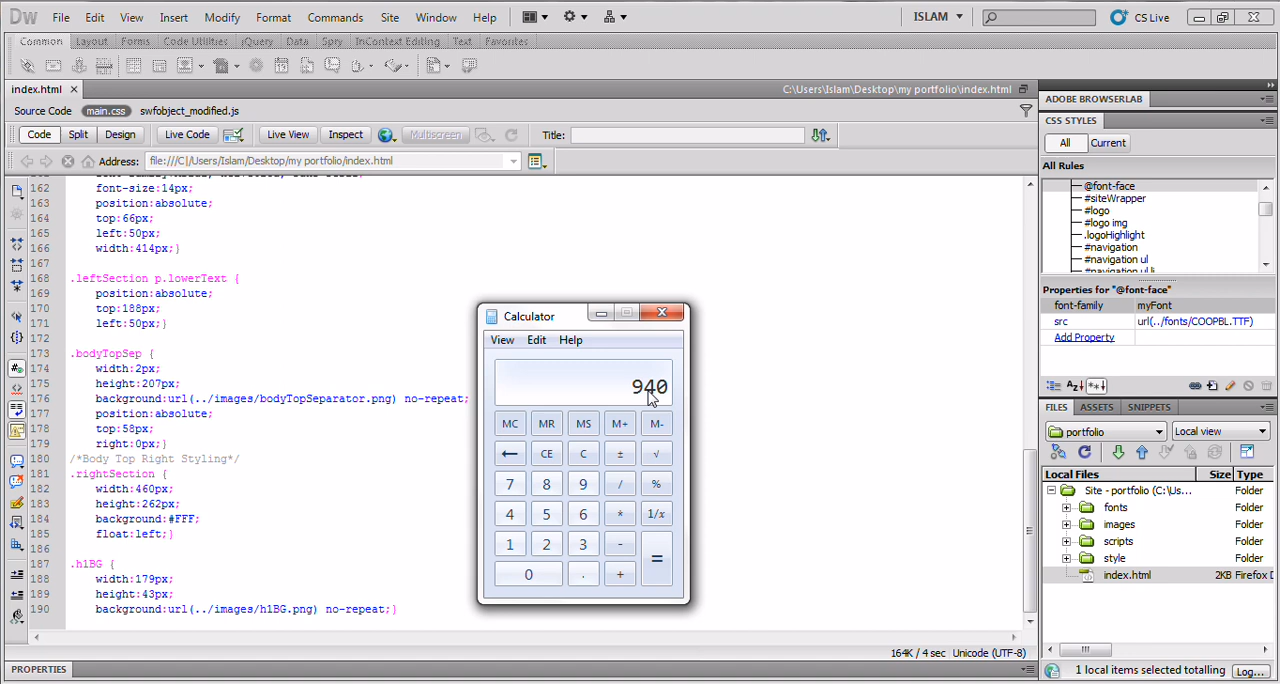 Dw File Edit View Insert Modify Format Commands Site Window Help ISLAM CS Live
Common Layout Forms Code Utilities jQuery Data Spry InContext Editing Text Favorites
index.html C:\Users\Islam\Desktop\my portfolio\index.html
Source Code main.css swfobject_modified.js
Code Split Design Live Code Live View Inspect Multiscreen Title:
Address: file:///C|/Users/Islam/Desktop/my portfolio/index.html
162 font-size:14px;
163 position:absolute;
164 top:66px;
165 left:50px;
166 width:414px;}
167
168 .leftSection p.lowerText {
169 position:absolute;
170 top:188px;
171 left:50px;}
172
173 .bodyTopSep {
174 width:2px;
175 height:207px;
176 background:url(../images/bodyTopSeparator.png) no-repeat;
177 position:absolute;
178 top:58px;
179 right:0px;}
180 /*Body Top Right Styling*/
181 .rightSection {
182 width:460px;
183 height:262px;
184 background:#FFF;
185 float:left;}
186
187 .h1BG {
188 width:179px;
189 height:43px;
190 background:url(../images/h1BG.png) no-repeat;}
164K / 4 sec Unicode (UTF-8)
PROPERTIES
Calculator
View Edit Help
940
MC MR MS M+ M-
← CE C ± √
7 8 9 / %
4 5 6 * 1/x
1 2 3 - =
0 . +
ADOBE BROWSERLAB
CSS STYLES
All Current
All Rules
@font-face
#siteWrapper
#logo
#logo img
.logoHighlight
#navigation
#navigation ul
#navigation ul li
Properties for "@font-face"
font-family myFont
src url(../fonts/COOPBL.TTF)
Add Property
FILES ASSETS SNIPPETS
portfolio Local view
Local Files Size Type
Site - portfolio (C:\Us... Folder
fonts Folder
images Folder
scripts Folder
style Folder
index.html 2KB Firefox D
1 local items selected totalling Log...